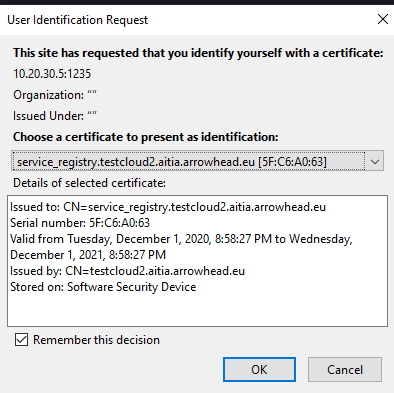 User Identification Request
This site has requested that you identify yourself with a certificate:
10.20.30.5:1235
Organization: “”
Issued Under: “”
Choose a certificate to present as identification:
service_registry.testcloud2.aitia.arrowhead.eu [5F:C6:A0:63]
Details of selected certificate:
Issued to: CN=service_registry.testcloud2.aitia.arrowhead.eu
Serial number: 5F:C6:A0:63
Valid from Tuesday, December 1, 2020, 8:58:27 PM to Wednesday,
December 1, 2021, 8:58:27 PM
Issued by: CN=testcloud2.aitia.arrowhead.eu
Stored on: Software Security Device
Remember this decision
OK
Cancel